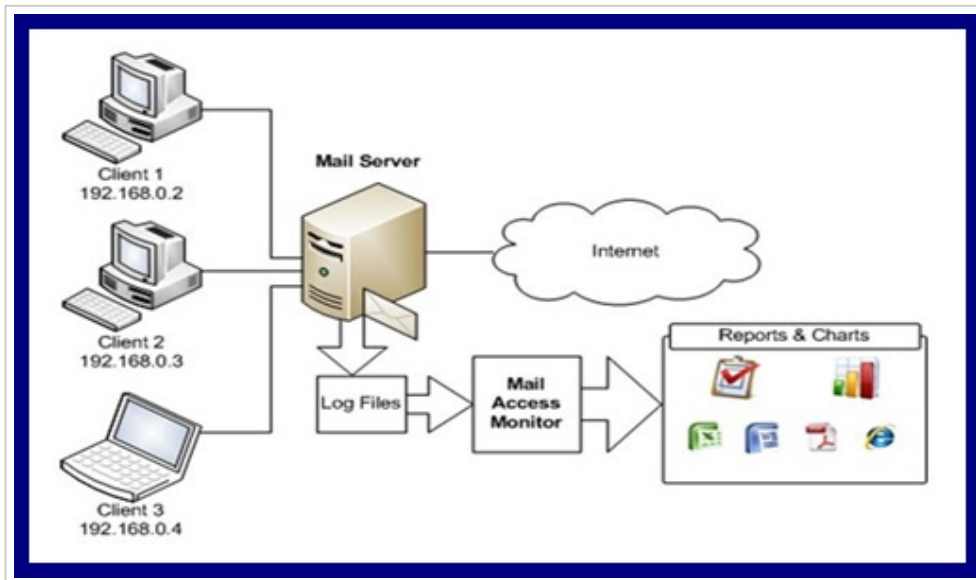 Client 1
192.168.0.2
Mail Server
Internet
Client 2
192.168.0.3
Reports & Charts
Log Files
Mail
Access
Monitor
Client 3
192.168.0.4